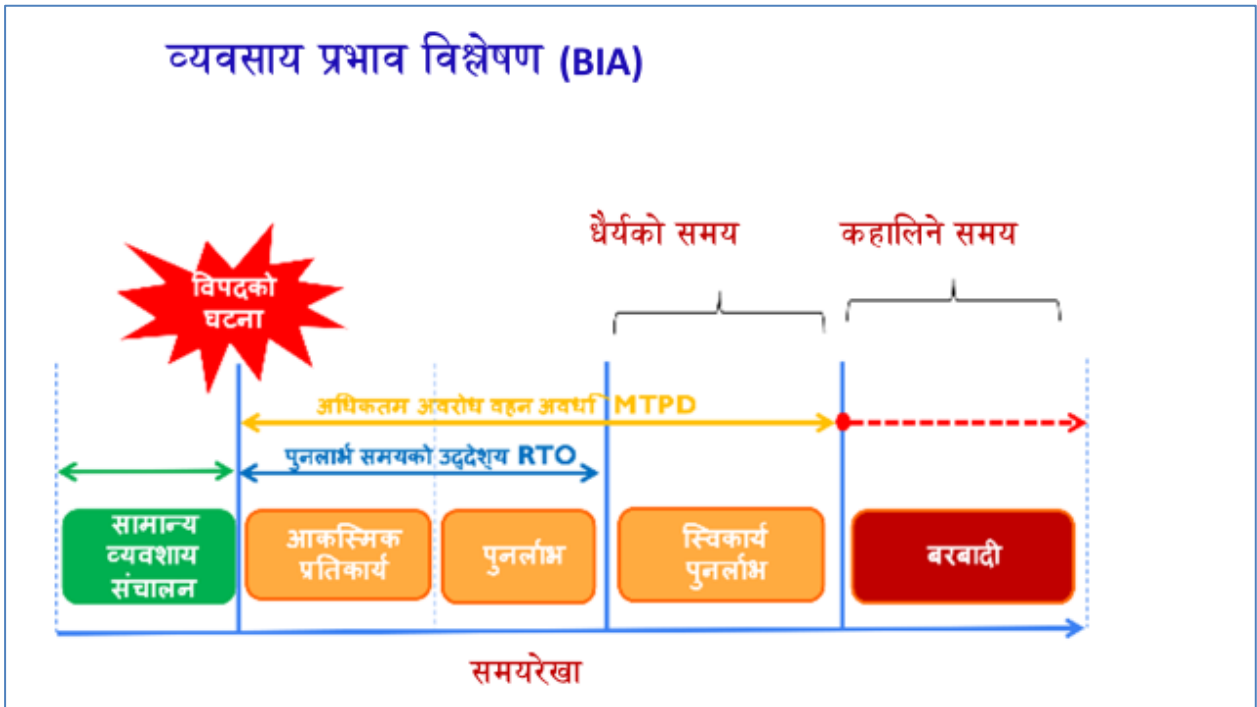 व्यवसाय प्रभाव विश्लेषण (BIA)
धैर्यको समय
कहालिने समय
विपद्को
घटना
अधिकतम अवरोध वहन अवधि MTPD
पुनलार्भ समयको उद्देश्य RTO
सामान्य
व्यवशाय
संचालन
आकस्मिक
प्रतिकार्य
पुनर्लाभ
स्विकार्य
पुनर्लाभ
बरबादी
समयरेखा